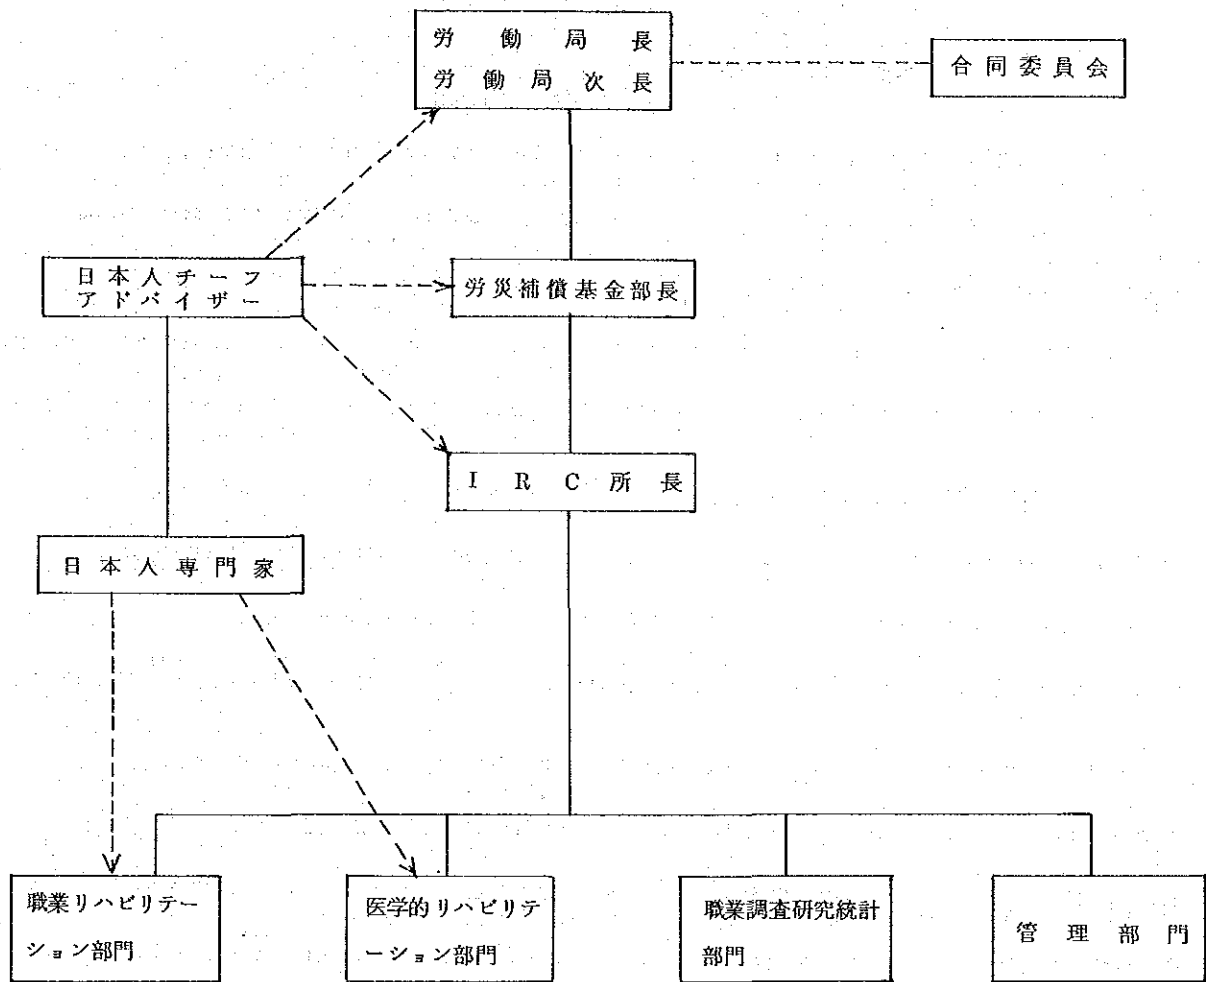 労働局長
労働局次長
合同委員会
日本人チーフ
アドバイザー
労災補償基金部長
IRC所長
日本人専門家
職業リハビリテー
ション部門
医学的リハビリテ
ーション部門
職業調査研究統計
部門
管理部門